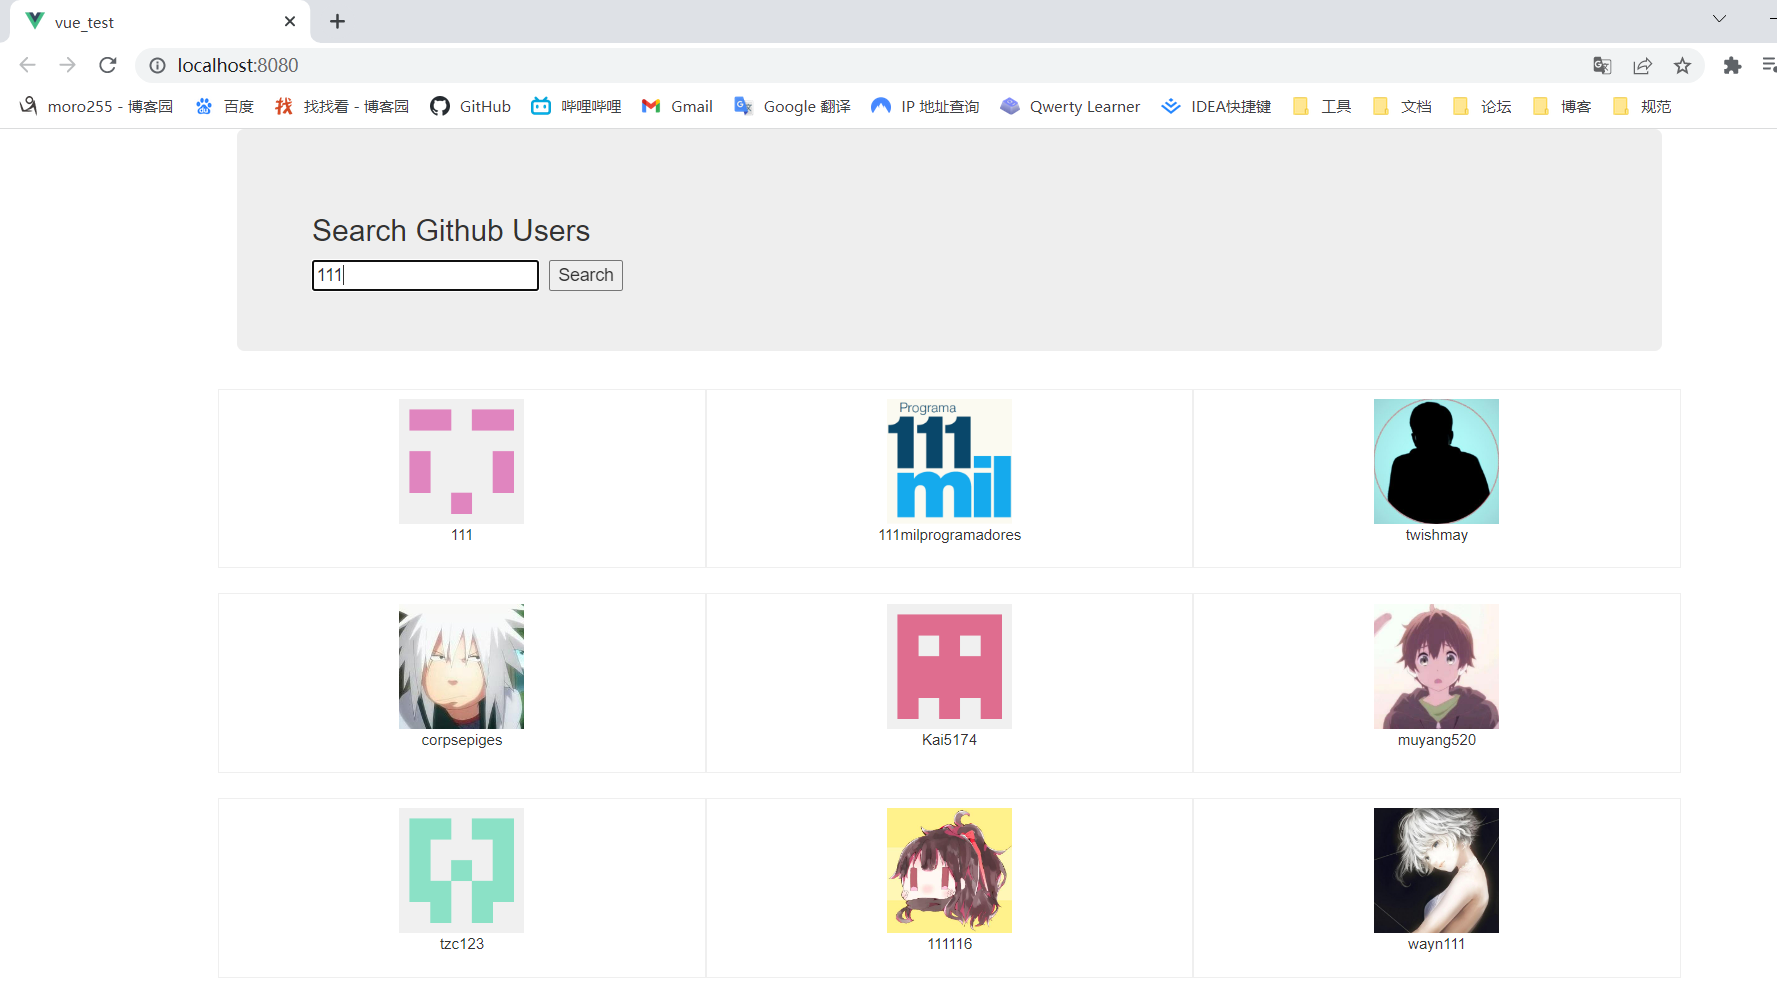 vue_test
localhost:8080
moro255 - 博客园 百度 找找看 - 博客园 GitHub 哔哩哔哩 Gmail Google 翻译 IP 地址查询 Qwerty Learner IDEA快捷键 工具 文档 论坛 博客 规范
Search Github Users
111 Search
Programa
111
mil
111 111milprogramadores twishmay
corpsepiges Kai5174 muyang520
tzc123 111116 wayn111